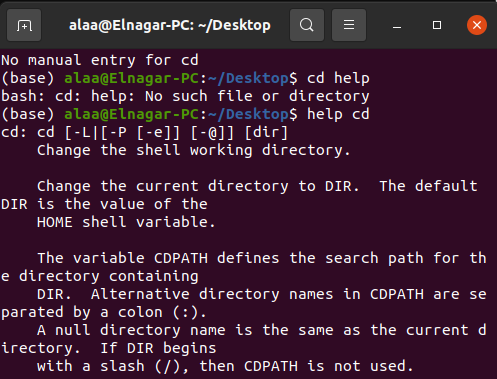 alaa@Elnagar-PC: ~/Desktop
No manual entry for cd
(base) alaa@Elnagar-PC:~/Desktop$ cd help
bash: cd: help: No such file or directory
(base) alaa@Elnagar-PC:~/Desktop$ help cd
cd: cd [-L|[-P [-e]] [-@]] [dir]
    Change the shell working directory.
    Change the current directory to DIR.  The default
DIR is the value of the
    HOME shell variable.
    The variable CDPATH defines the search path for th
e directory containing
    DIR.  Alternative directory names in CDPATH are se
parated by a colon (:).
    A null directory name is the same as the current d
irectory.  If DIR begins
    with a slash (/), then CDPATH is not used.